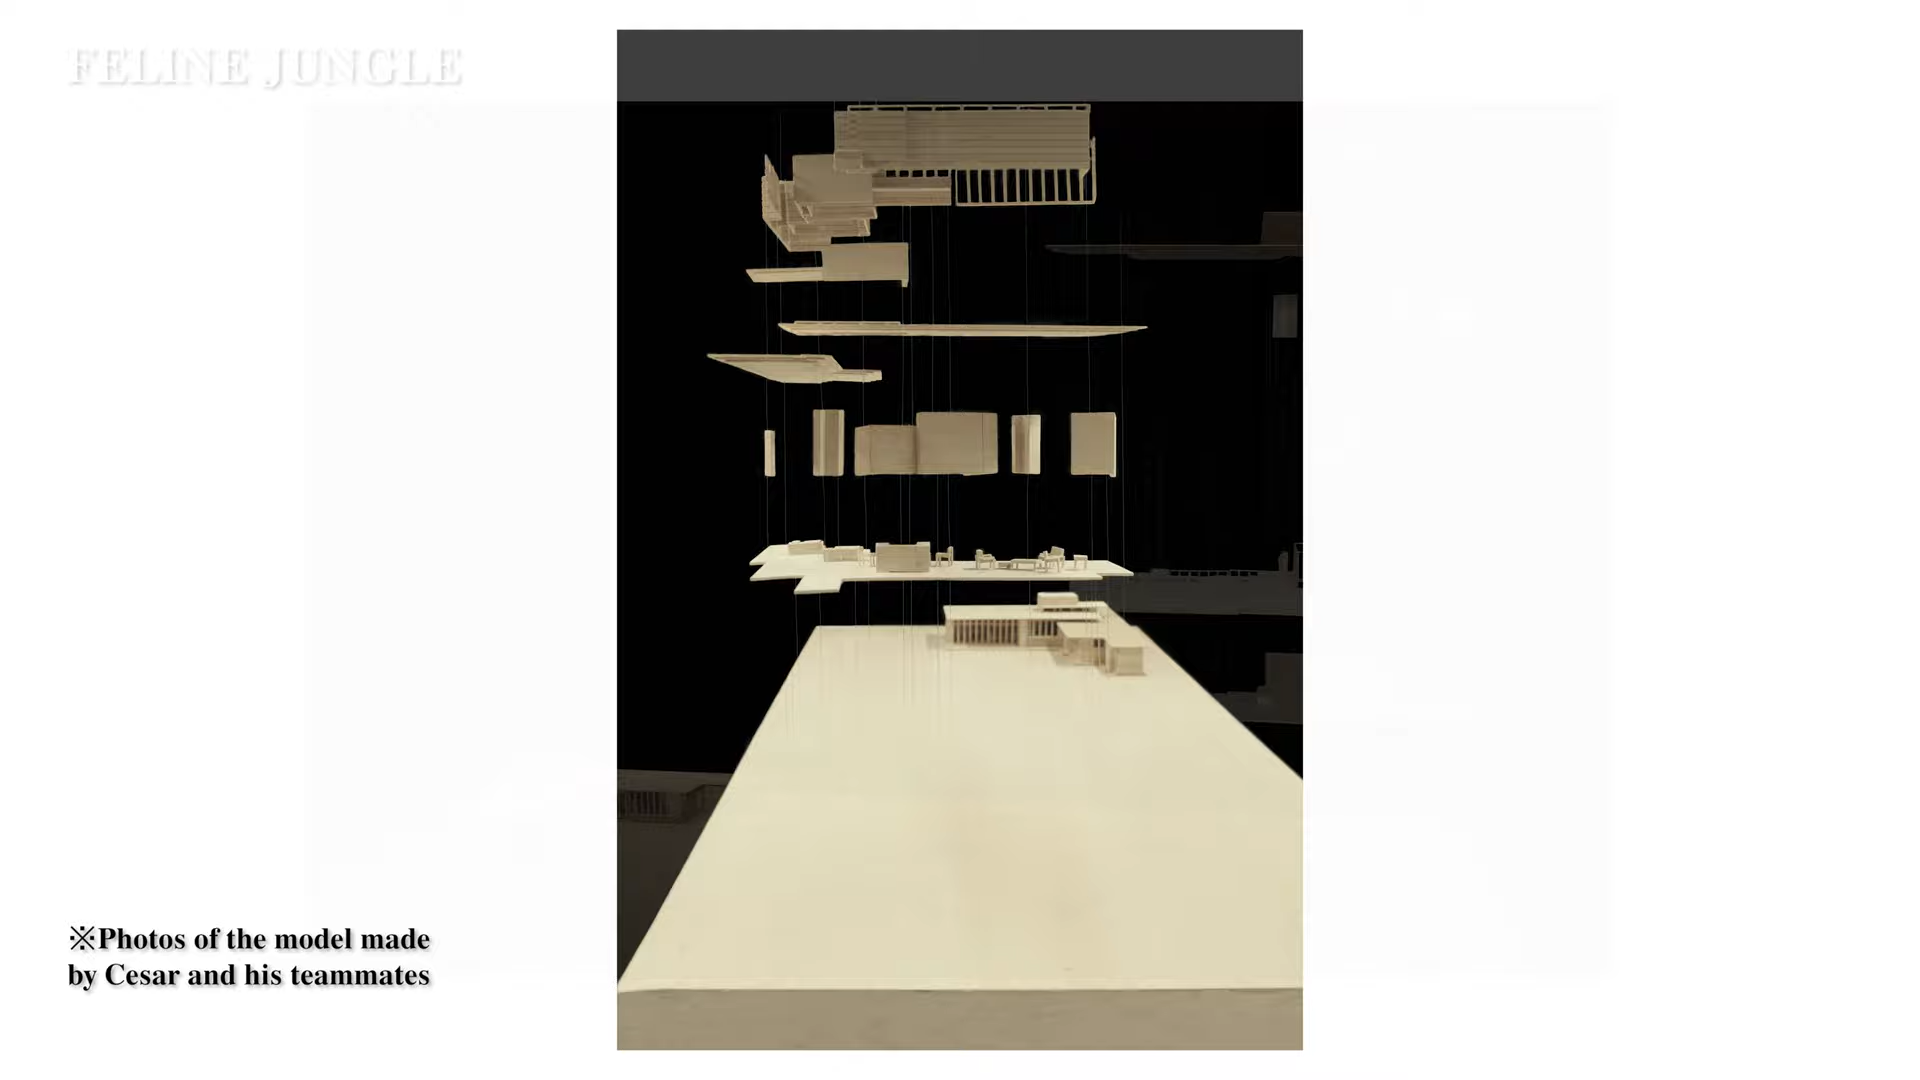 FELINE JUNGLE
※Photos of the model made
by Cesar and his teammates